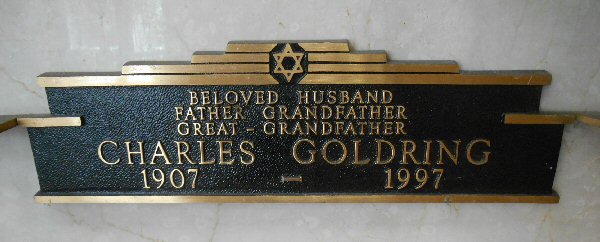 BELOVED HUSBAND
FATHER GRANDFATHER
GREAT - GRANDFATHER
CHARLES GOLDRING
1907 - 1997